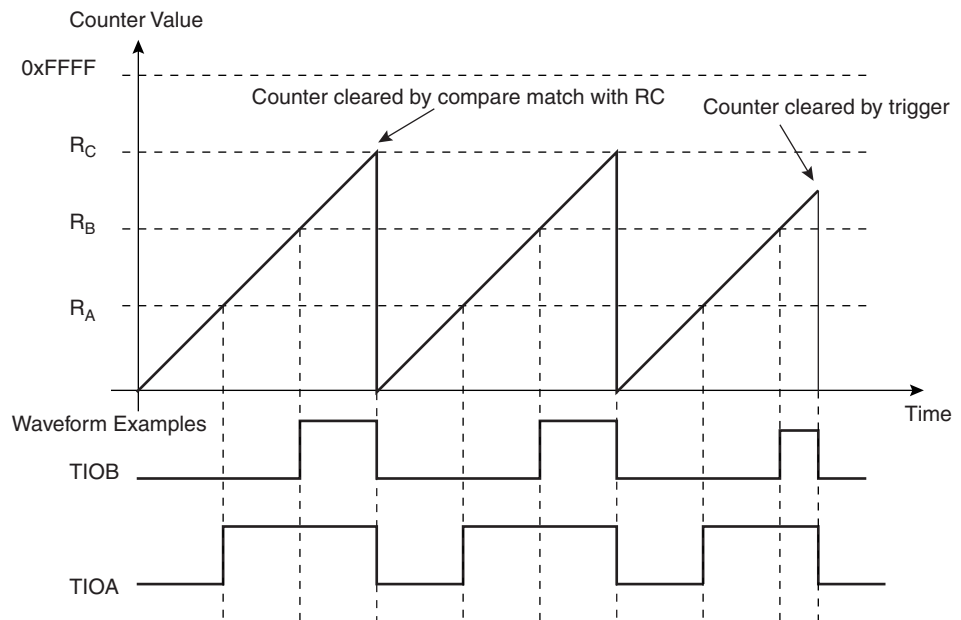 Counter Value
0xFFFF
Counter cleared by compare match with RC
Counter cleared by trigger
RC
RB
RA
Time
Waveform Examples
TIOB
TIOA